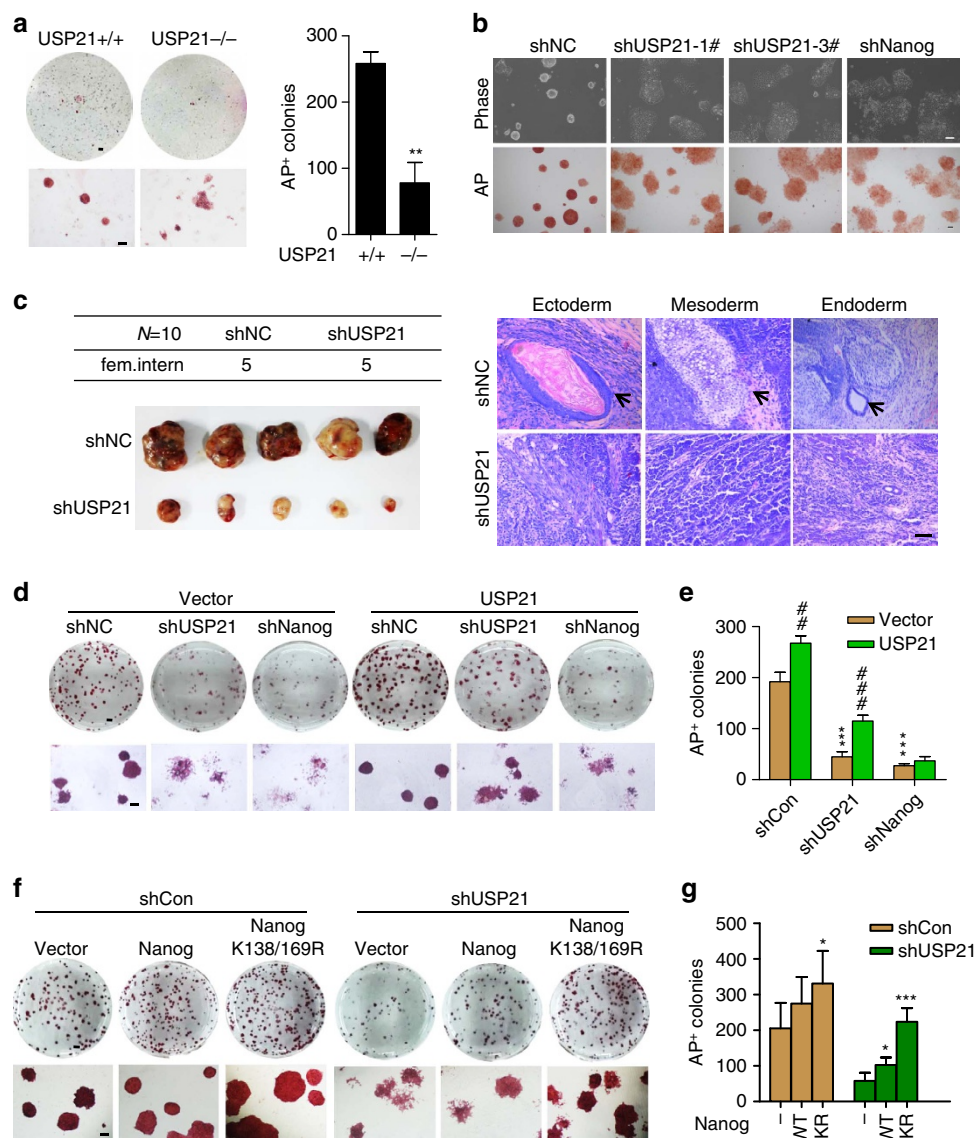 a
USP21+/+ USP21−/−
300
200
100
0
AP+ colonies
**
USP21 +/+ −/−
b
shNC shUSP21-1# shUSP21-3# shNanog
Phase
AP
c
N=10 shNC shUSP21
fem.intern 5 5
shNC
shUSP21
Ectoderm Mesoderm Endoderm
shNC
shUSP21
d
Vector USP21
shNC shUSP21 shNanog shNC shUSP21 shNanog
e
Vector
USP21
300
200
100
0
AP+ colonies
##
***
###
***
shCon shUSP21 shNanog
f
shCon shUSP21
Vector Nanog Nanog K138/169R Vector Nanog Nanog K138/169R
g
shCon
shUSP21
500
400
300
200
100
0
AP+ colonies
*
*
***
Nanog – WT KR – WT KR